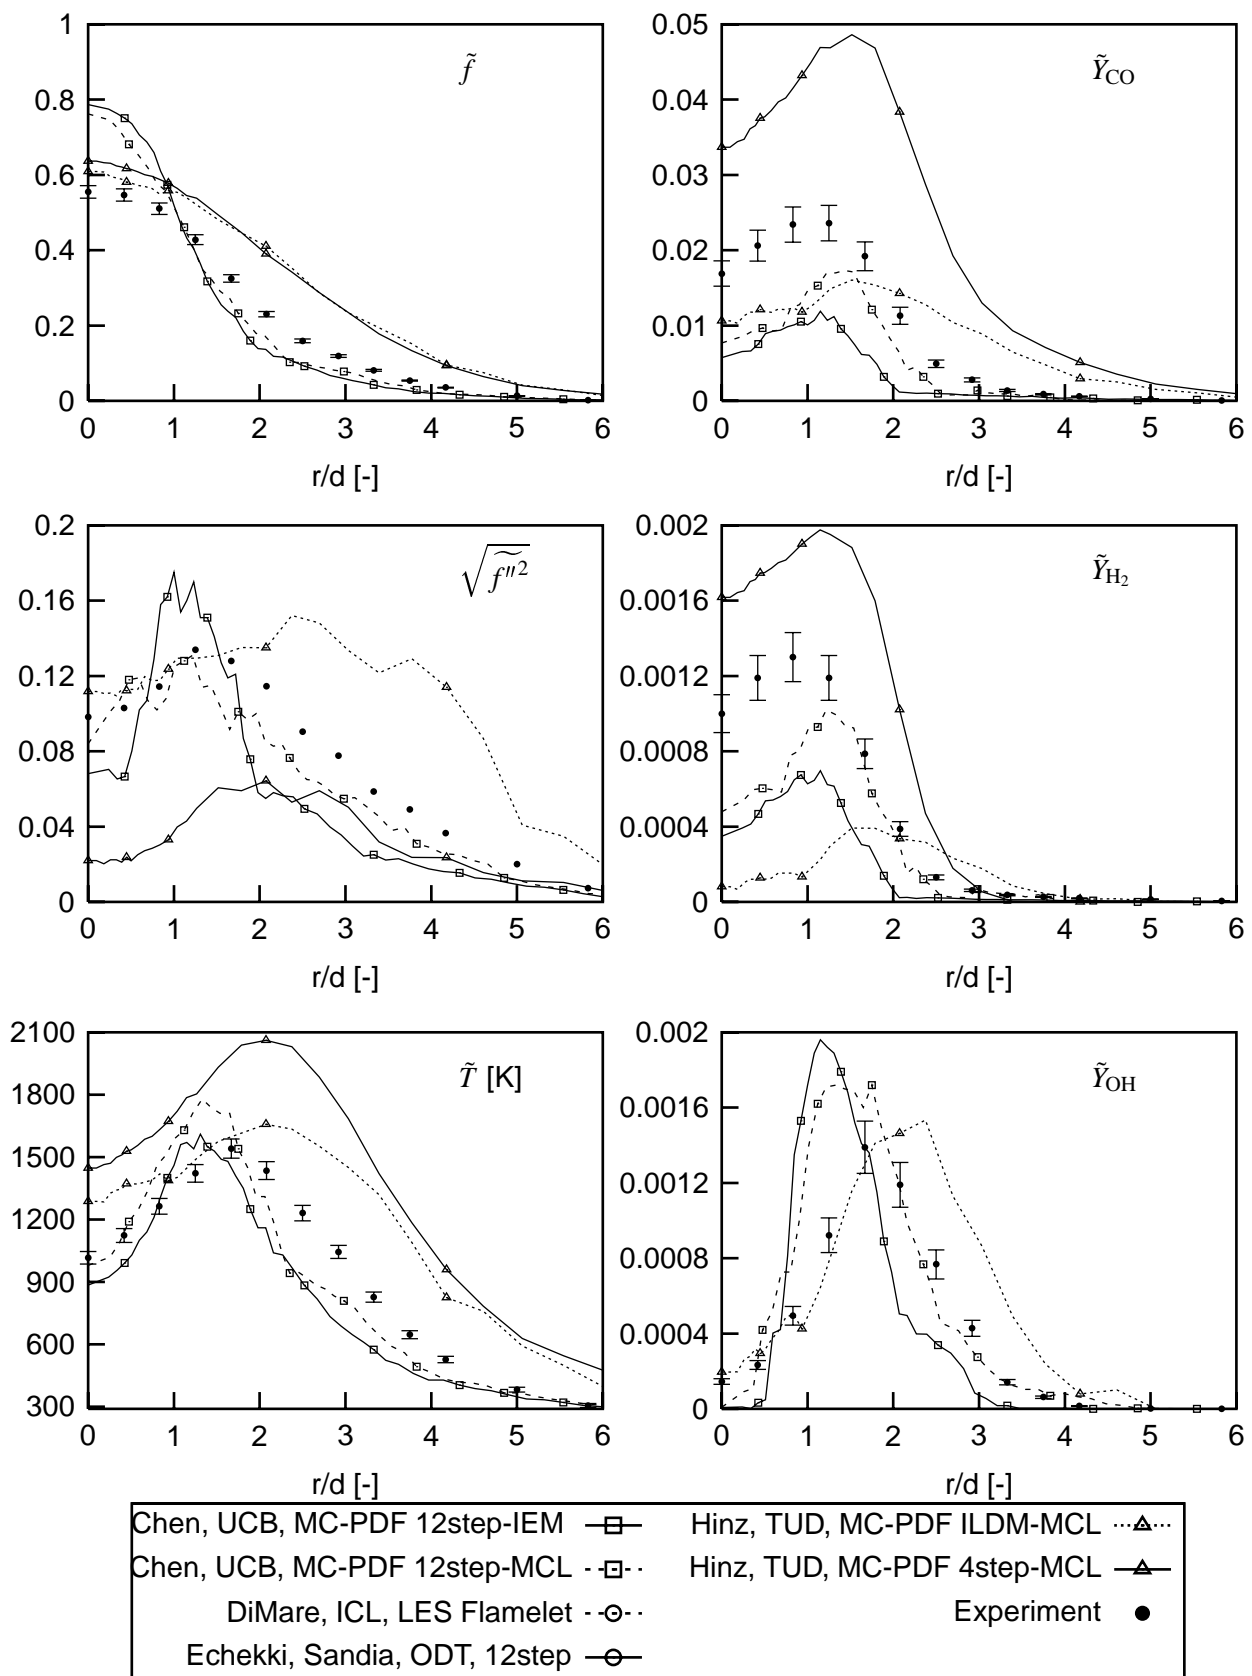 1
0.8
0.6
0.4
0.2
0
0 1 2 3 4 5 6
r/d [-]
f̃
0.05
0.04
0.03
0.02
0.01
0
0 1 2 3 4 5 6
r/d [-]
Ỹ_CO
0.2
0.16
0.12
0.08
0.04
0
0 1 2 3 4 5 6
r/d [-]
√f″²
0.002
0.0016
0.0012
0.0008
0.0004
0
0 1 2 3 4 5 6
r/d [-]
Ỹ_H₂
2100
1800
1500
1200
900
600
300
0 1 2 3 4 5 6
r/d [-]
T̃ [K]
0.002
0.0016
0.0012
0.0008
0.0004
0
0 1 2 3 4 5 6
r/d [-]
Ỹ_OH
Chen, UCB, MC-PDF 12step-IEM
Chen, UCB, MC-PDF 12step-MCL
DiMare, ICL, LES Flamelet
Echekki, Sandia, ODT, 12step
Hinz, TUD, MC-PDF ILDM-MCL
Hinz, TUD, MC-PDF 4step-MCL
Experiment